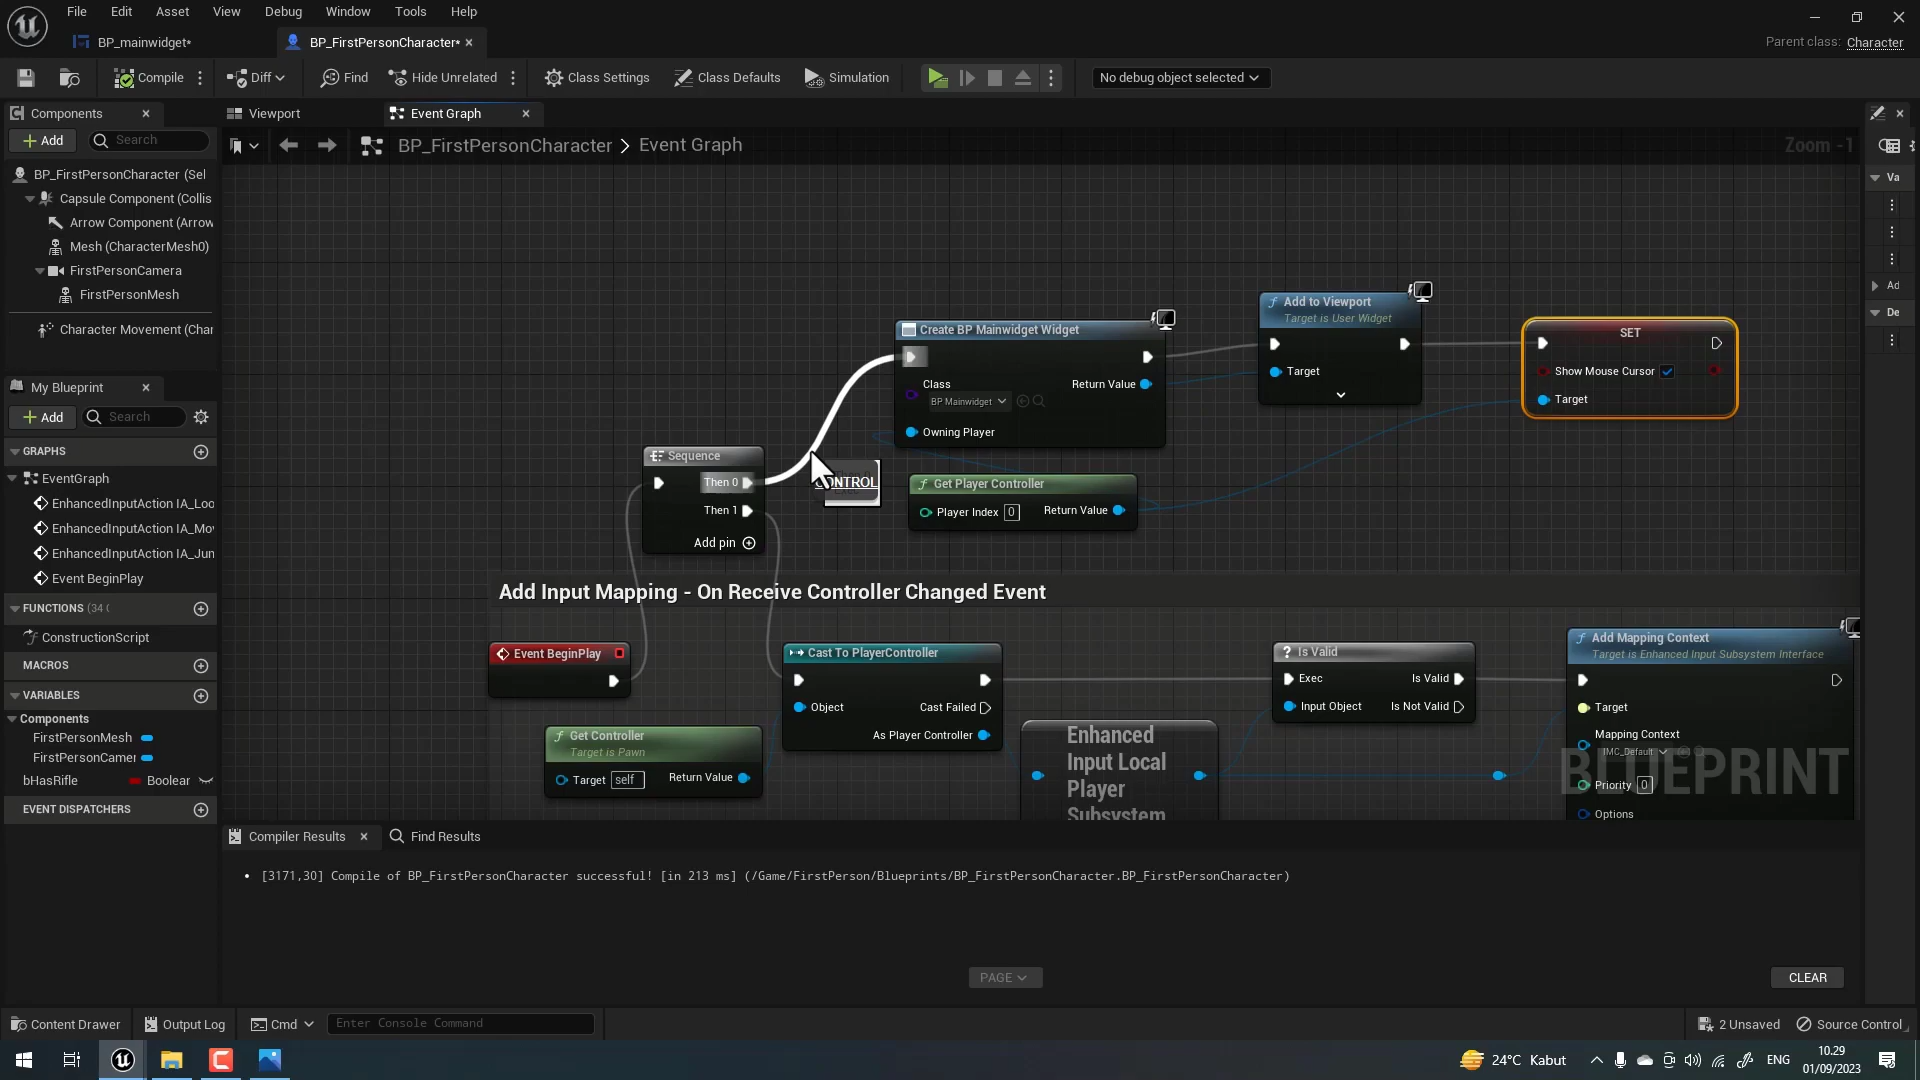 File Edit Asset View Debug Window Tools Help
BP_mainwidget*
BP_FirstPersonCharacter*
Parent class: Character
Compile
Diff
Find
Hide Unrelated
Class Settings
Class Defaults
Simulation
No debug object selected
Components
Viewport
Event Graph
Add
Search
BP_FirstPersonCharacter > Event Graph
Zoom -1
BP_FirstPersonCharacter (Sel
Capsule Component (Collis
Arrow Component (Arrow
Mesh (CharacterMesh0)
FirstPersonCamera
FirstPersonMesh
Character Movement (Char
Va
Ad
De
My Blueprint
Add
Search
GRAPHS
EventGraph
EnhancedInputAction IA_Loo
EnhancedInputAction IA_Mov
EnhancedInputAction IA_Jun
Event BeginPlay
FUNCTIONS (34
ConstructionScript
MACROS
VARIABLES
Components
FirstPersonMesh
FirstPersonCamer
bHasRifle
Boolear
EVENT DISPATCHERS
Create BP Mainwidget Widget
Class
BP Mainwidget
Return Value
Owning Player
Add to Viewport
Target is User Widget
Target
SET
Show Mouse Cursor
Target
Sequence
Then 0
Then 1
Add pin
CONTROL
Get Player Controller
Player Index 0
Return Value
Add Input Mapping - On Receive Controller Changed Event
Event BeginPlay
Cast To PlayerController
Object
Cast Failed
As Player Controller
Get Controller
Target is Pawn
Target self
Return Value
Enhanced
Input Local
Player
Subsystem
Is Valid
Exec
Is Valid
Input Object
Is Not Valid
Add Mapping Context
Target is Enhanced Input Subsystem Interface
Target
Mapping Context
IMC_Default
Priority 0
Options
BLUEPRINT
Compiler Results
Find Results
[3171,30] Compile of BP_FirstPersonCharacter successful! [in 213 ms] (/Game/FirstPerson/Blueprints/BP_FirstPersonCharacter.BP_FirstPersonCharacter)
PAGE
CLEAR
Content Drawer
Output Log
Cmd
Enter Console Command
2 Unsaved
Source Control
24°C Kabut
ENG
10.29
01/09/2023